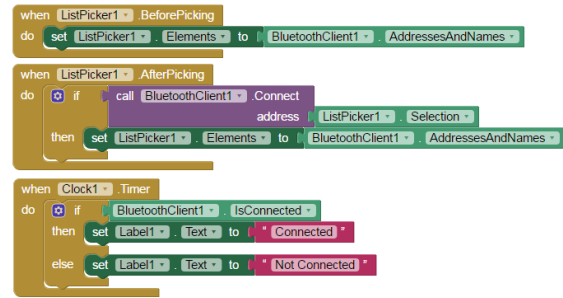 when ListPicker1 .BeforePicking
do set ListPicker1 . Elements to BluetoothClient1 . AddressesAndNames
when ListPicker1 .AfterPicking
do if call BluetoothClient1 .Connect
address ListPicker1 . Selection
then set ListPicker1 . Elements to BluetoothClient1 . AddressesAndNames
when Clock1 .Timer
do if BluetoothClient1 . IsConnected
then set Label1 . Text to " Connected "
else set Label1 . Text to " Not Connected "